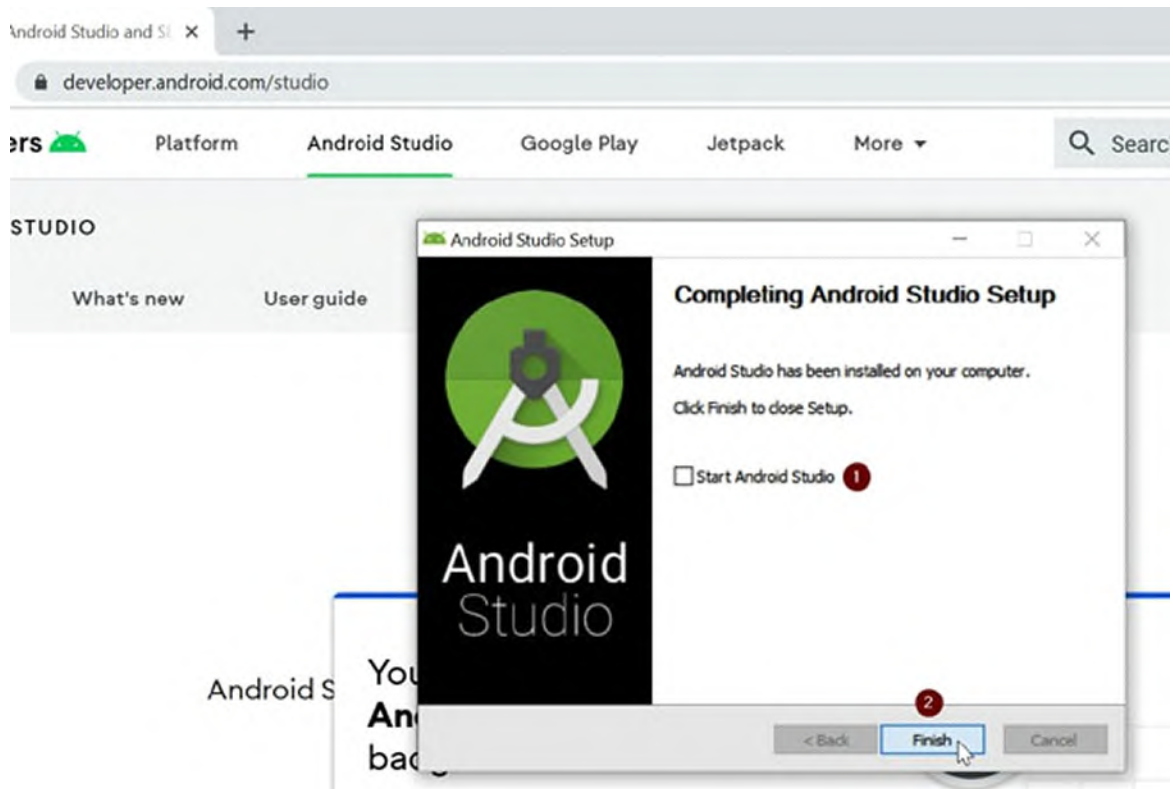 Android Studio and S
developer.android.com/studio
ers Platform Android Studio Google Play Jetpack More Searc
STUDIO
What's new User guide
Android Studio Setup
Completing Android Studio Setup
Android Studio has been installed on your computer.
Click Finish to close Setup.
Start Android Studio 1
Android
Studio
Android S
You
An
bac
2
< Back Finish Cancel